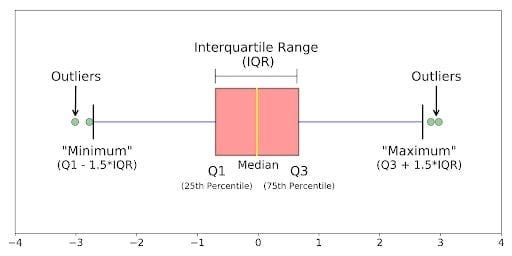 Interquartile Range
(IQR)
Outliers
Outliers
"Minimum"
(Q1 - 1.5*IQR)
Q1
(25th Percentile)
Median
Q3
(75th Percentile)
"Maximum"
(Q3 + 1.5*IQR)
−4 −3 −2 −1 0 1 2 3 4